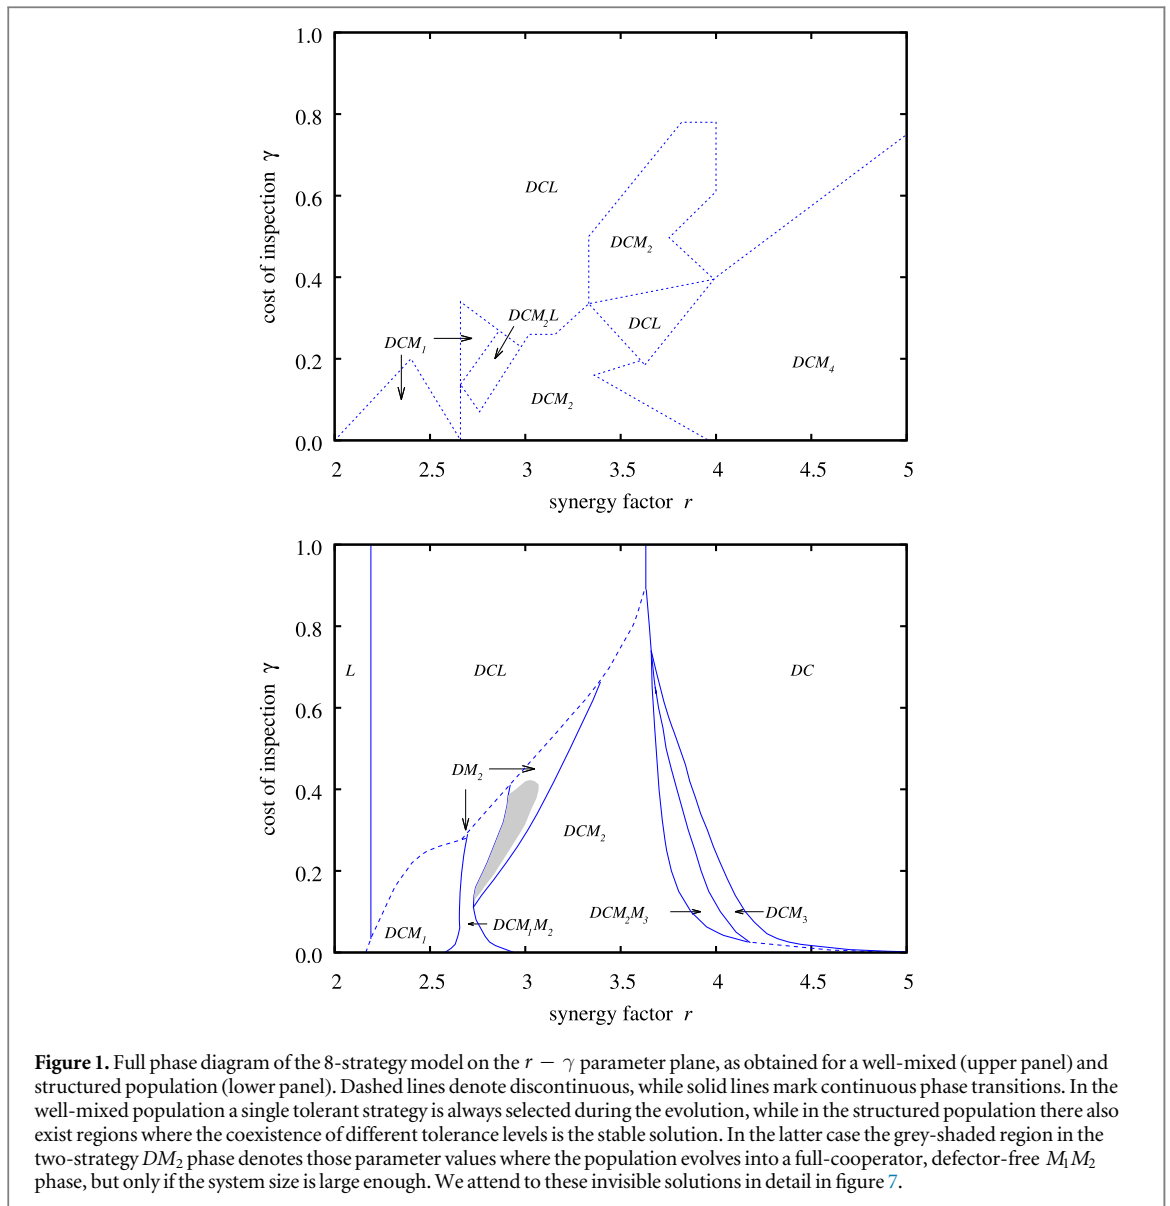 1.0
0.8
0.6
0.4
0.2
0.0
cost of inspection γ
DCL
DCM2
DCM2L
DCM1
DCL
DCM4
DCM2
2 2.5 3 3.5 4 4.5 5
synergy factor r
1.0
0.8
0.6
0.4
0.2
0.0
cost of inspection γ
L DCL DC
DM2
DCM2
DCM2M3 DCM3
DCM1 DCM1M2
2 2.5 3 3.5 4 4.5 5
synergy factor r
Figure 1. Full phase diagram of the 8-strategy model on the r − γ parameter plane, as obtained for a well-mixed (upper panel) and
structured population (lower panel). Dashed lines denote discontinuous, while solid lines mark continuous phase transitions. In the
well-mixed population a single tolerant strategy is always selected during the evolution, while in the structured population there also
exist regions where the coexistence of different tolerance levels is the stable solution. In the latter case the grey-shaded region in the
two-strategy DM2 phase denotes those parameter values where the population evolves into a full-cooperator, defector-free M1M2
phase, but only if the system size is large enough. We attend to these invisible solutions in detail in figure 7.